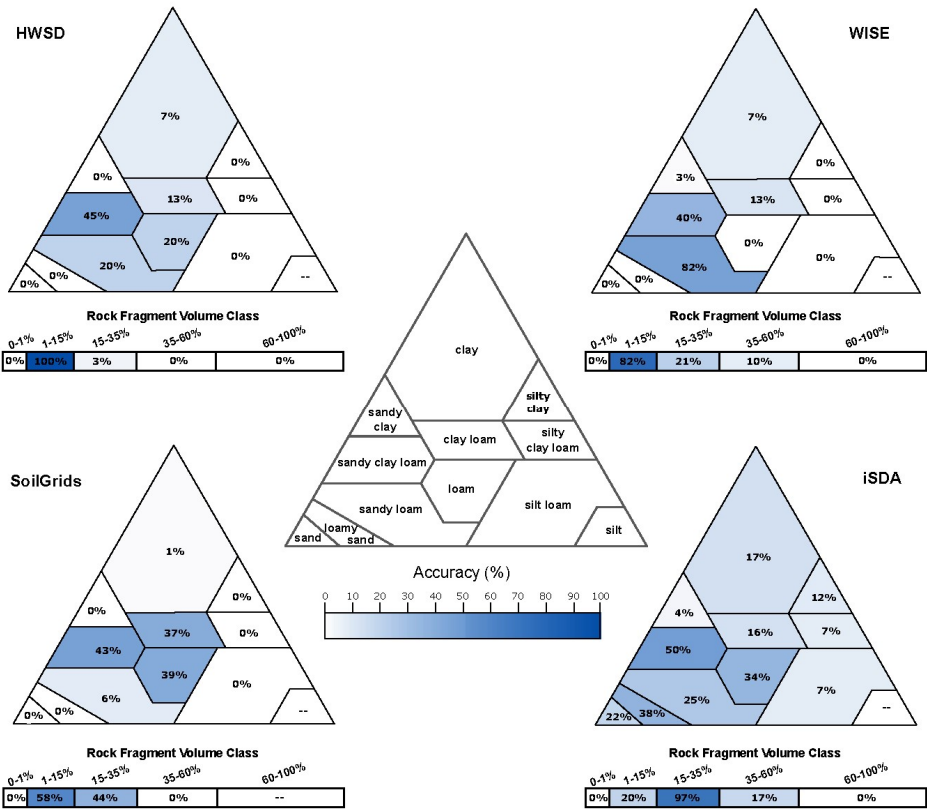 HWSD
7%
0%
0%
13%
0%
45%
20%
0%
20%
0%
0%
--
Rock Fragment Volume Class
0-1% 1-15% 15-35% 35-60% 60-100%
0% 100% 3% 0% 0%
WISE
7%
0%
3%
13%
0%
40%
0%
0%
82%
0%
0%
--
Rock Fragment Volume Class
0-1% 1-15% 15-35% 35-60% 60-100%
0% 82% 21% 10% 0%
clay
silty
clay
sandy
clay
clay loam
silty
clay loam
sandy clay loam
loam
silt loam
sandy loam
loamy
sand
sand
silt
Accuracy (%)
0 10 20 30 40 50 60 70 80 90 100
SoilGrids
1%
0%
0%
37%
0%
43%
39%
0%
6%
0%
0%
--
Rock Fragment Volume Class
0-1% 1-15% 15-35% 35-60% 60-100%
0% 58% 44% 0% --
iSDA
17%
12%
4%
16%
7%
50%
34%
7%
25%
38%
22%
--
Rock Fragment Volume Class
0-1% 1-15% 15-35% 35-60% 60-100%
0% 20% 97% 17% 0%